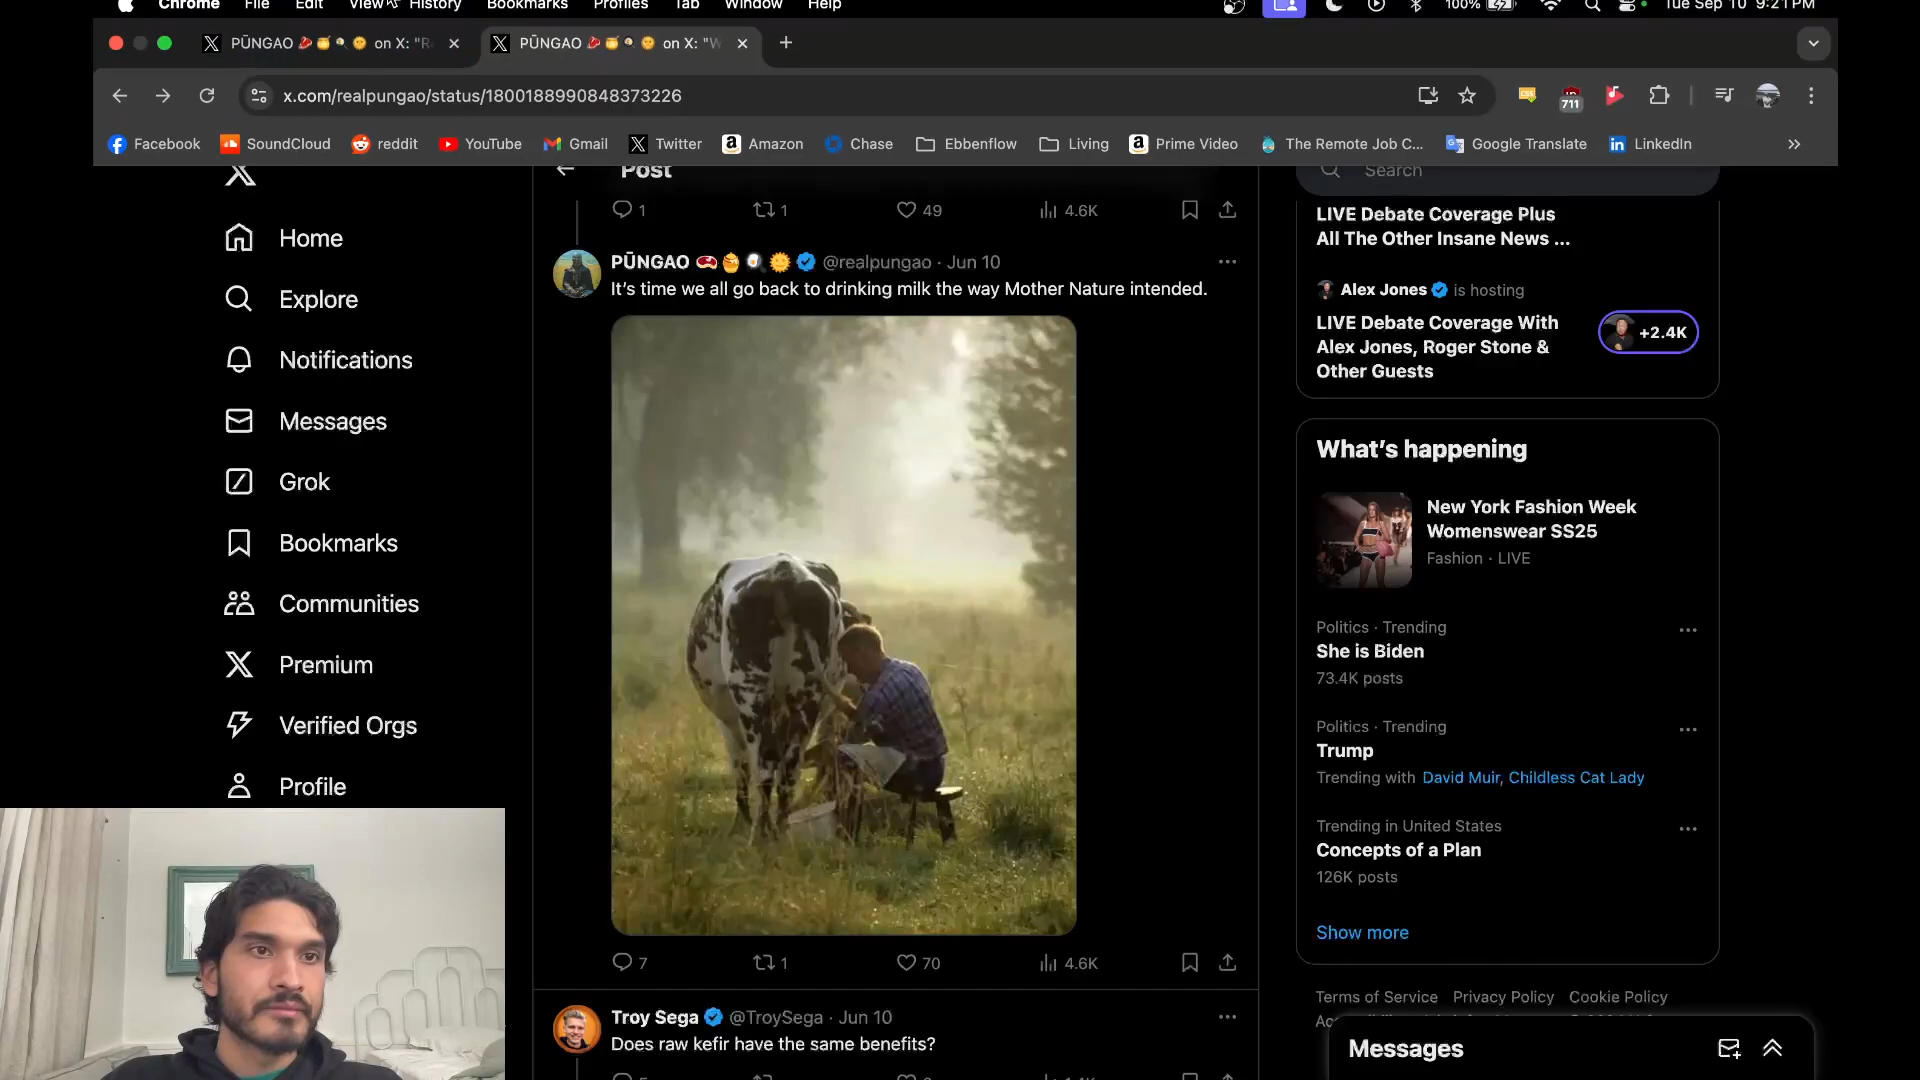 Chrome File Edit View History Bookmarks Profiles Tab Window Help 100% Tue Sep 10 9:21 PM
PŪNGAO 🥩🍯🍳🌞 on X: "R
PŪNGAO 🥩🍯🍳🌞 on X: "W
x.com/realpungao/status/1800188990848373226
711
Facebook SoundCloud reddit YouTube Gmail Twitter Amazon Chase Ebbenflow Living Prime Video The Remote Job C... Google Translate LinkedIn
Home
Explore
Notifications
Messages
Grok
Bookmarks
Communities
Premium
Verified Orgs
Profile
Post
1 1 49 4.6K
PŪNGAO 🥩🍯🍳🌞 @realpungao · Jun 10
It's time we all go back to drinking milk the way Mother Nature intended.
7 1 70 4.6K
Troy Sega @TroySega · Jun 10
Does raw kefir have the same benefits?
Search
LIVE Debate Coverage Plus
All The Other Insane News ...
Alex Jones is hosting
LIVE Debate Coverage With
Alex Jones, Roger Stone &
Other Guests
+2.4K
What's happening
New York Fashion Week
Womenswear SS25
Fashion · LIVE
Politics · Trending
She is Biden
73.4K posts
Politics · Trending
Trump
Trending with David Muir, Childless Cat Lady
Trending in United States
Concepts of a Plan
126K posts
Show more
Terms of Service Privacy Policy Cookie Policy
Messages